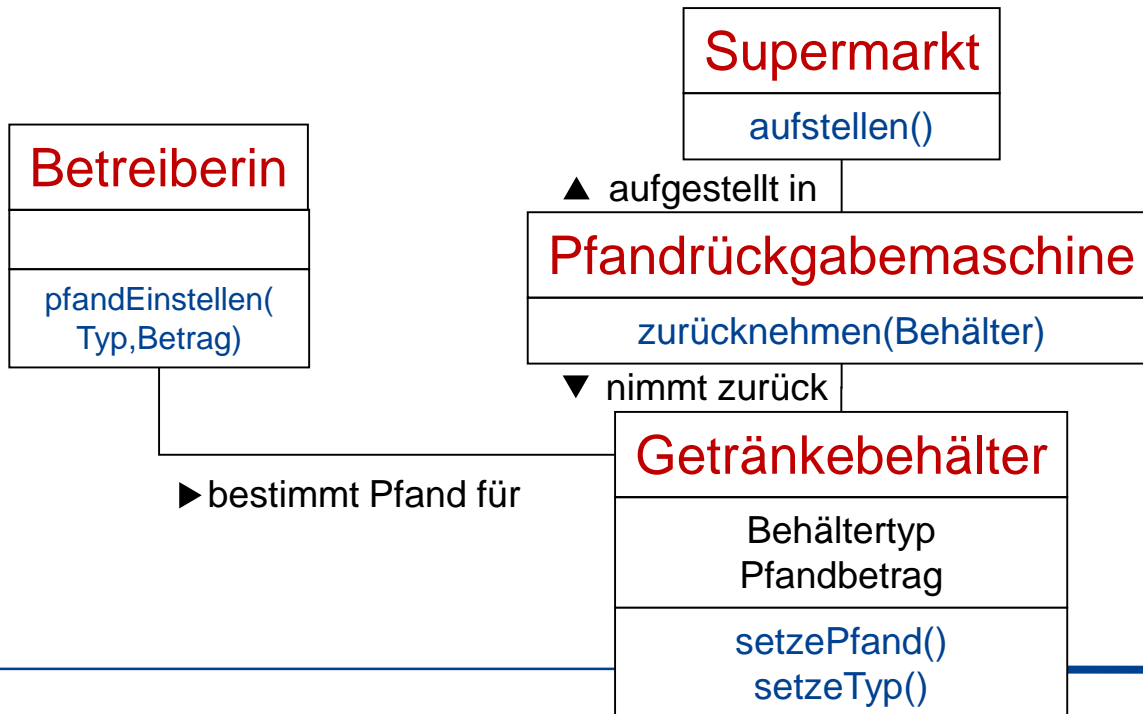 Supermarkt
aufstellen()
Betreiberin
pfandEinstellen(
Typ,Betrag)
▲ aufgestellt in
Pfandrückgabemaschine
zurücknehmen(Behälter)
▼ nimmt zurück
▶ bestimmt Pfand für
Getränkebehälter
Behältertyp
Pfandbetrag
setzePfand()
setzeTyp()